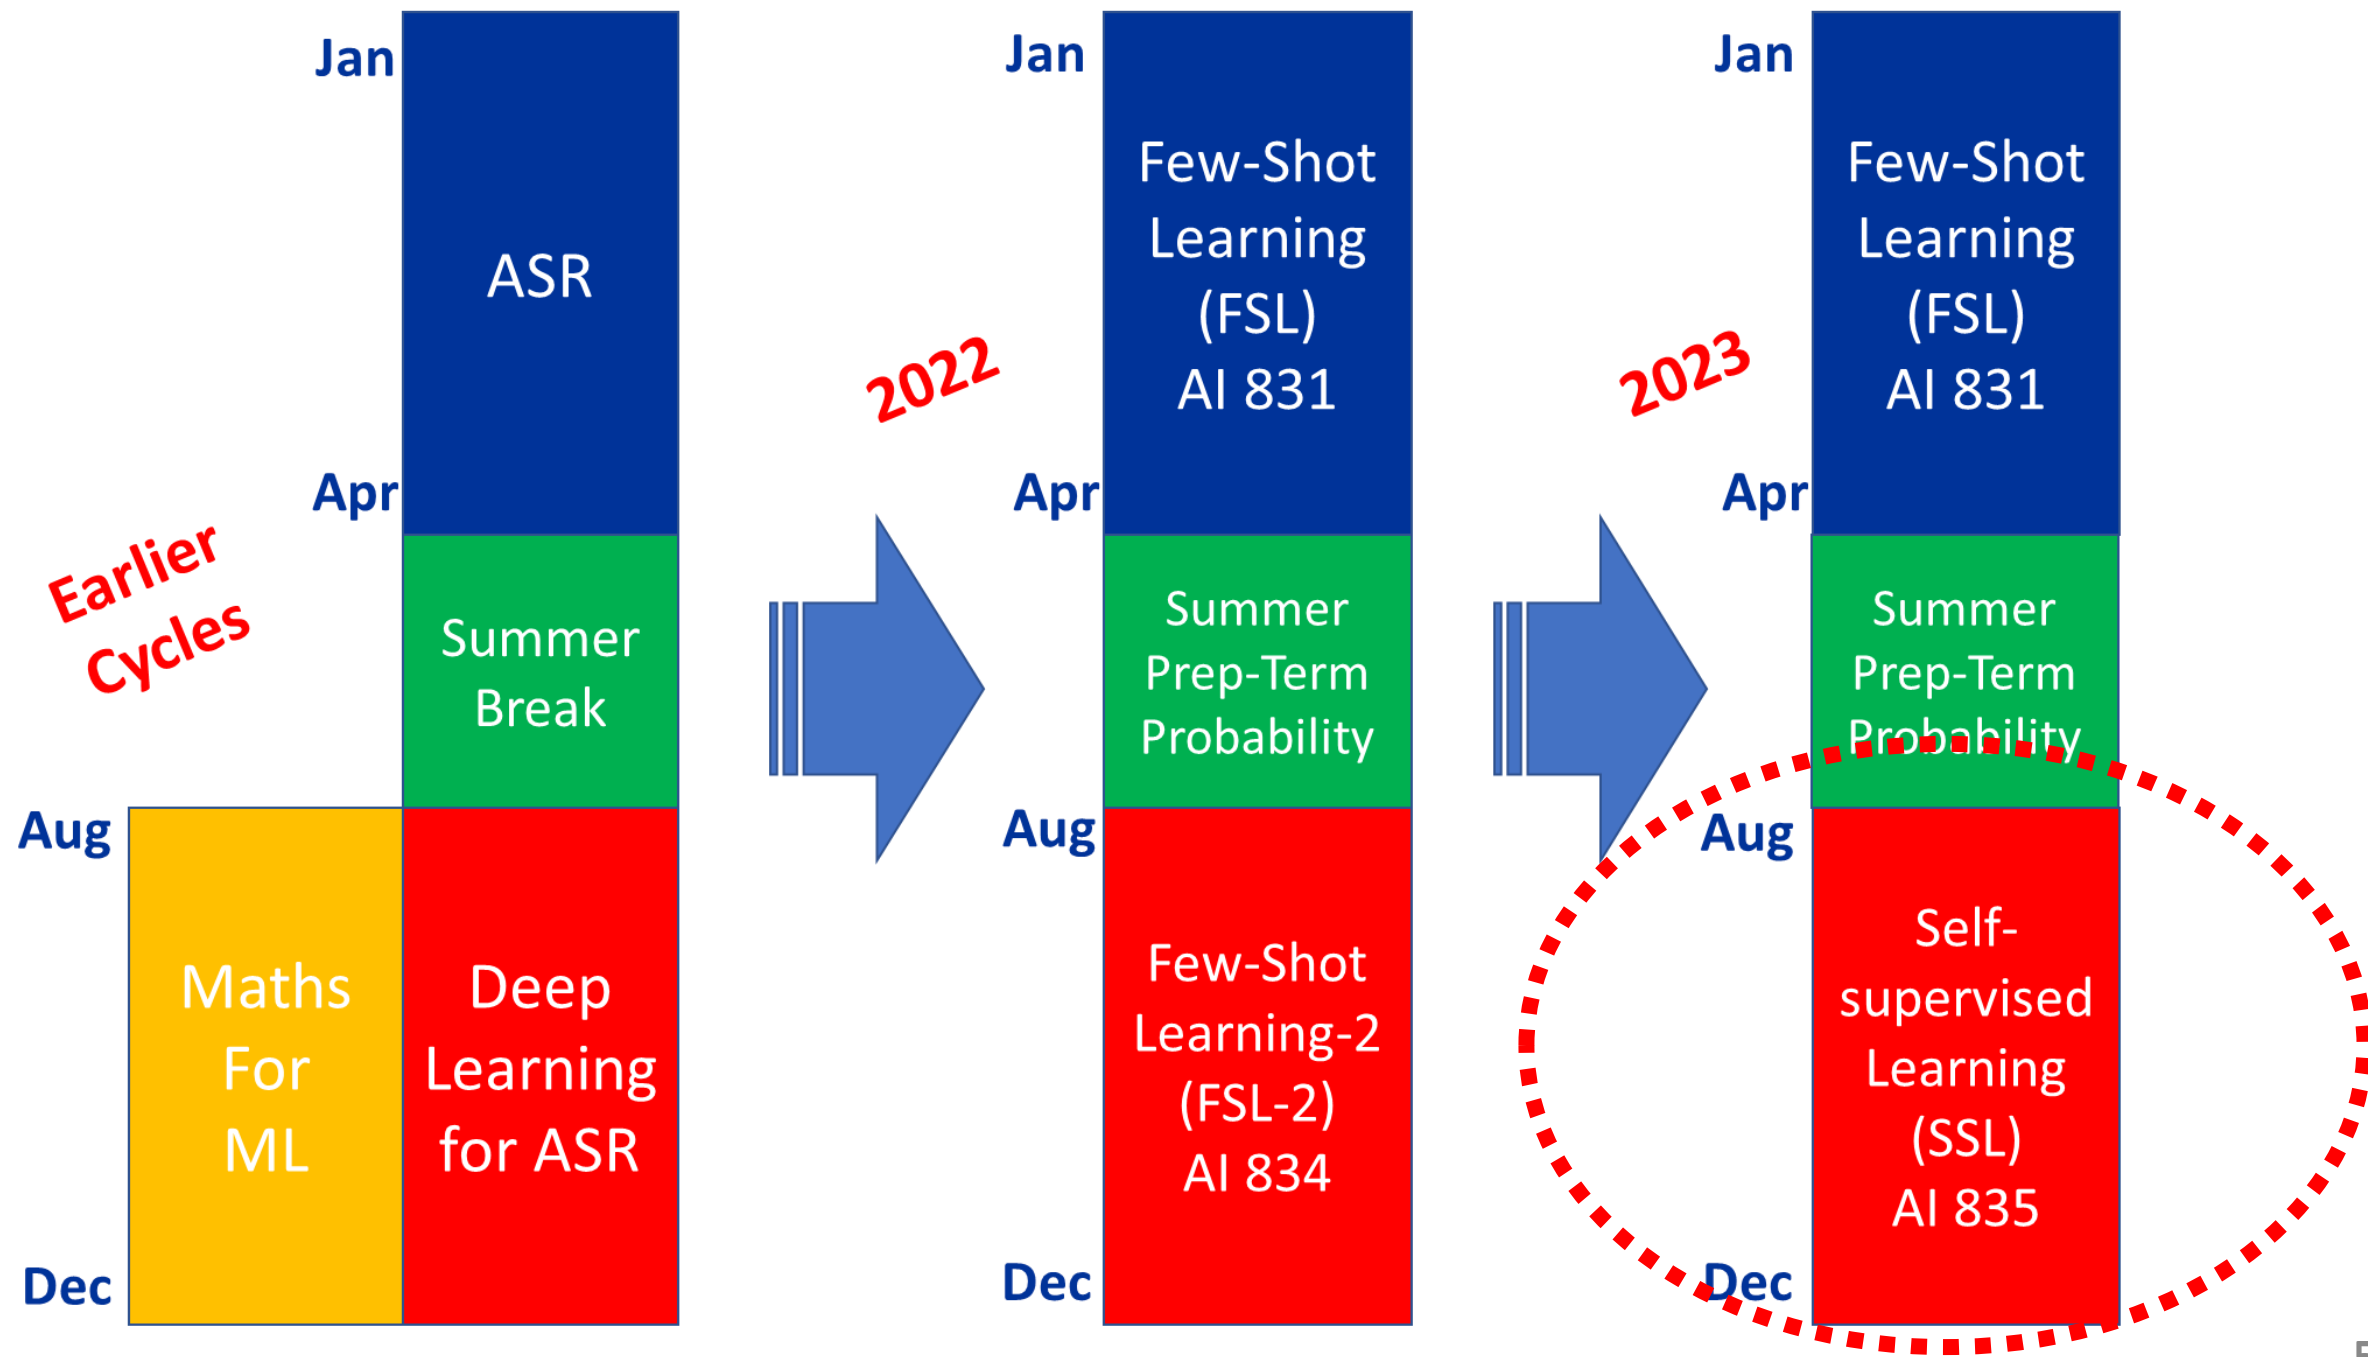 Earlier
Cycles
Jan
Apr
Aug
Dec
ASR
Summer
Break
Maths
For
ML
Deep
Learning
for ASR
2022
Jan
Apr
Aug
Dec
Few-Shot
Learning
(FSL)
AI 831
Summer
Prep-Term
Probability
Few-Shot
Learning-2
(FSL-2)
AI 834
2023
Jan
Apr
Aug
Dec
Few-Shot
Learning
(FSL)
AI 831
Summer
Prep-Term
Probability
Self-
supervised
Learning
(SSL)
AI 835